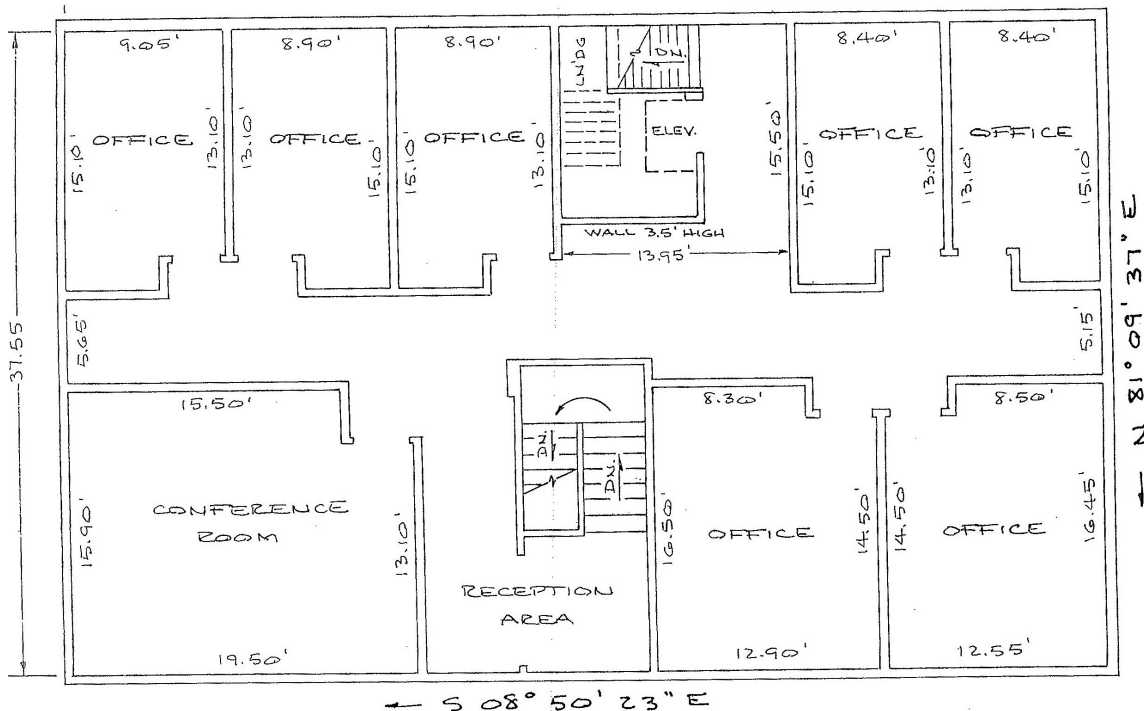 9.05'
8.90'
8.90'
LN'DG
DN.
8.40'
8.40'
15.10'
OFFICE
13.10'
13.10'
OFFICE
15.10'
15.10'
OFFICE
13.10'
ELEV.
15.50'
15.10'
OFFICE
13.10'
13.10'
OFFICE
15.10'
WALL 3.5' HIGH
13.95'
37.55
5.65'
5.15'
N 81° 09' 37" E
15.50'
8.30'
8.50'
DN.
DN.
15.90'
CONFERENCE
ROOM
13.10'
16.50'
OFFICE
14.50'
14.50'
OFFICE
16.45'
RECEPTION
AREA
19.50'
12.90'
12.55'
S 08° 50' 23" E